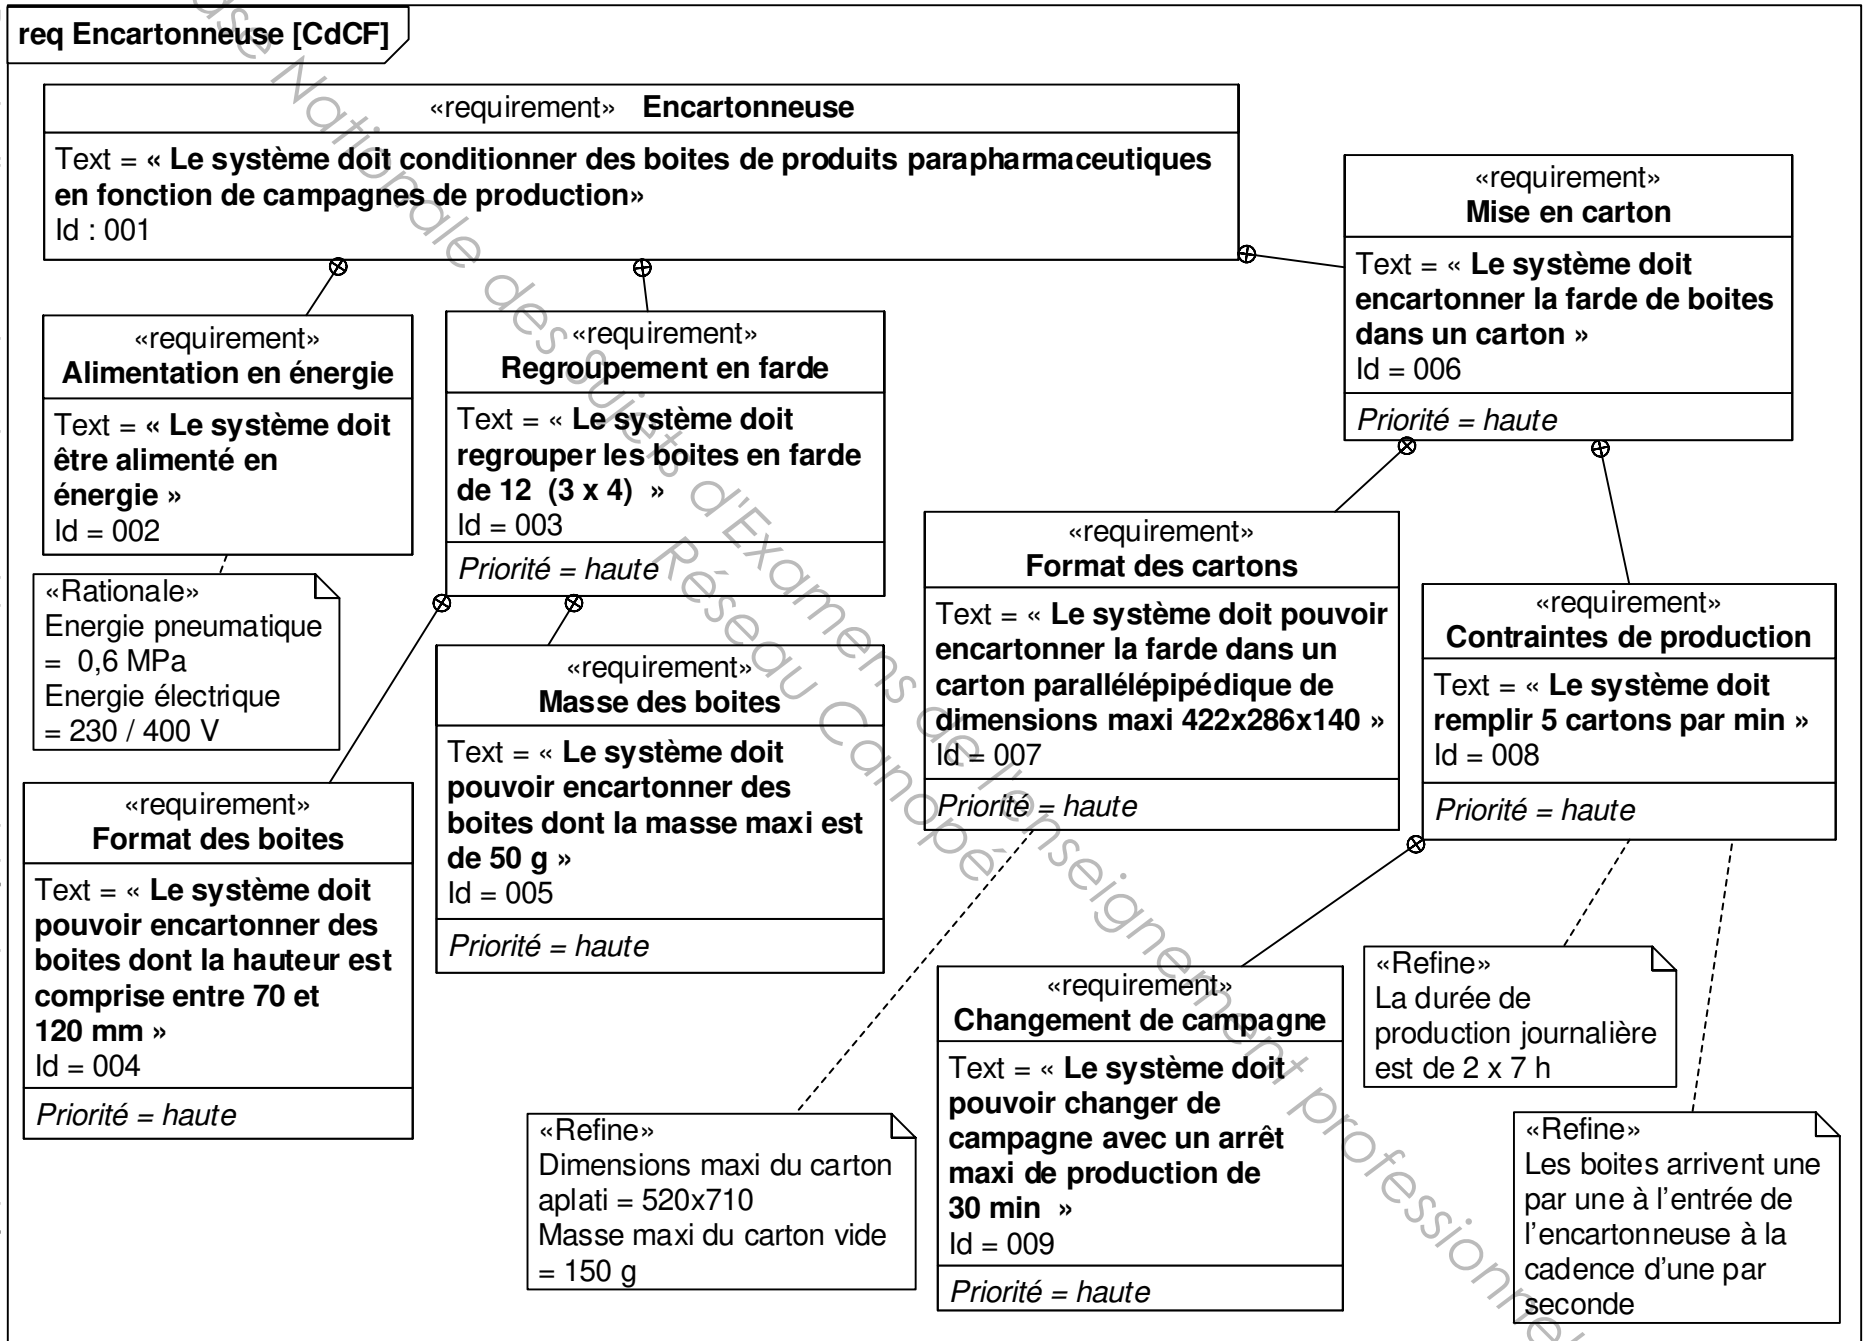 req Encartonneuse [CdCF]
«requirement» Encartonneuse
Text = « Le système doit conditionner des boites de produits parapharmaceutiques
en fonction de campagnes de production»
Id : 001
«requirement»
Mise en carton
Text = « Le système doit
encartonner la farde de boites
dans un carton »
Id = 006
Priorité = haute
«requirement»
Alimentation en énergie
Text = « Le système doit
être alimenté en
énergie »
Id = 002
«requirement»
Regroupement en farde
Text = « Le système doit
regrouper les boites en farde
de 12 (3 x 4) »
Id = 003
Priorité = haute
«Rationale»
Energie pneumatique
= 0,6 MPa
Energie électrique
= 230 / 400 V
«requirement»
Format des boites
Text = « Le système doit
pouvoir encartonner des
boites dont la hauteur est
comprise entre 70 et
120 mm »
Id = 004
Priorité = haute
«requirement»
Masse des boites
Text = « Le système doit
pouvoir encartonner des
boites dont la masse maxi est
de 50 g »
Id = 005
Priorité = haute
«requirement»
Format des cartons
Text = « Le système doit pouvoir
encartonner la farde dans un
carton parallélépipédique de
dimensions maxi 422x286x140 »
Id = 007
Priorité = haute
«requirement»
Contraintes de production
Text = « Le système doit
remplir 5 cartons par min »
Id = 008
Priorité = haute
«Refine»
Dimensions maxi du carton
aplati = 520x710
Masse maxi du carton vide
= 150 g
«requirement»
Changement de campagne
Text = « Le système doit
pouvoir changer de
campagne avec un arrêt
maxi de production de
30 min »
Id = 009
Priorité = haute
«Refine»
La durée de
production journalière
est de 2 x 7 h
«Refine»
Les boites arrivent une
par une à l'entrée de
l'encartonneuse à la
cadence d'une par
seconde
Nationale des Sujets d'Examens de l'enseignement professionnel
Réseau Canopé